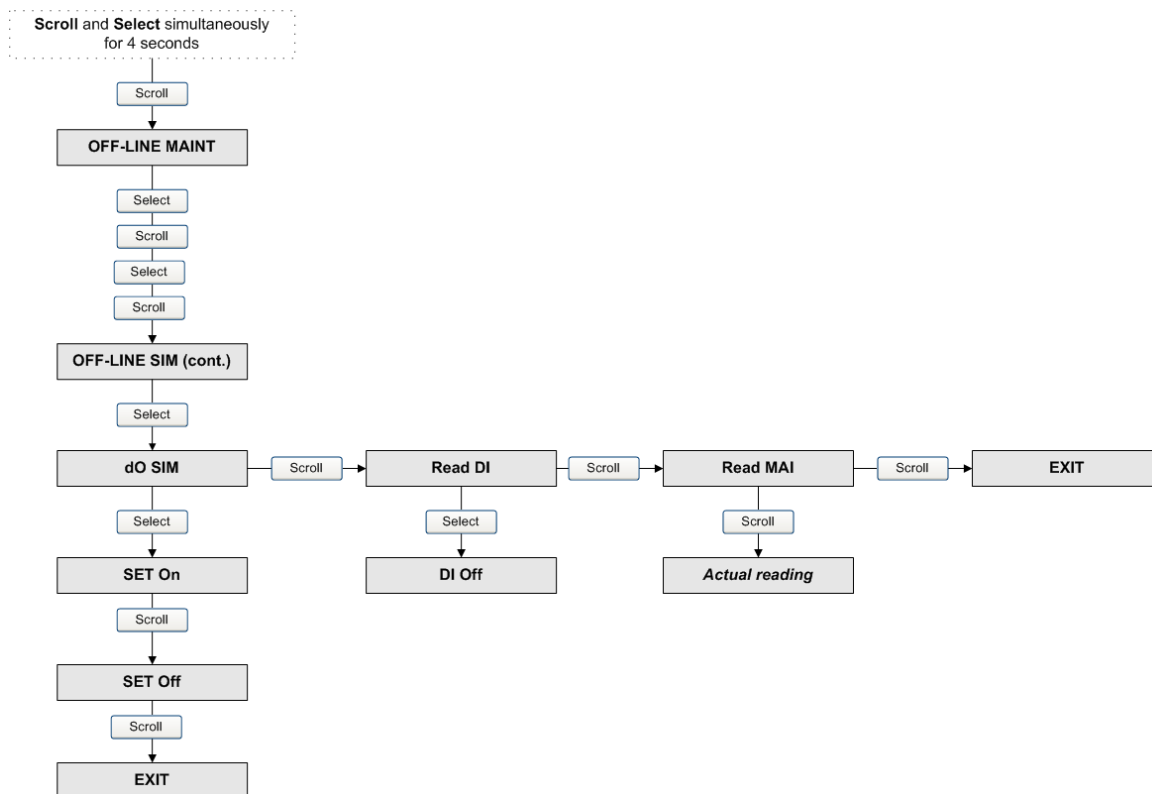 Scroll and Select simultaneously
for 4 seconds
Scroll
OFF-LINE MAINT
Select
Scroll
Select
Scroll
OFF-LINE SIM (cont.)
Select
dO SIM
Scroll
Read DI
Scroll
Read MAI
Scroll
EXIT
Select
Select
Scroll
SET On
DI Off
Actual reading
Scroll
SET Off
Scroll
EXIT